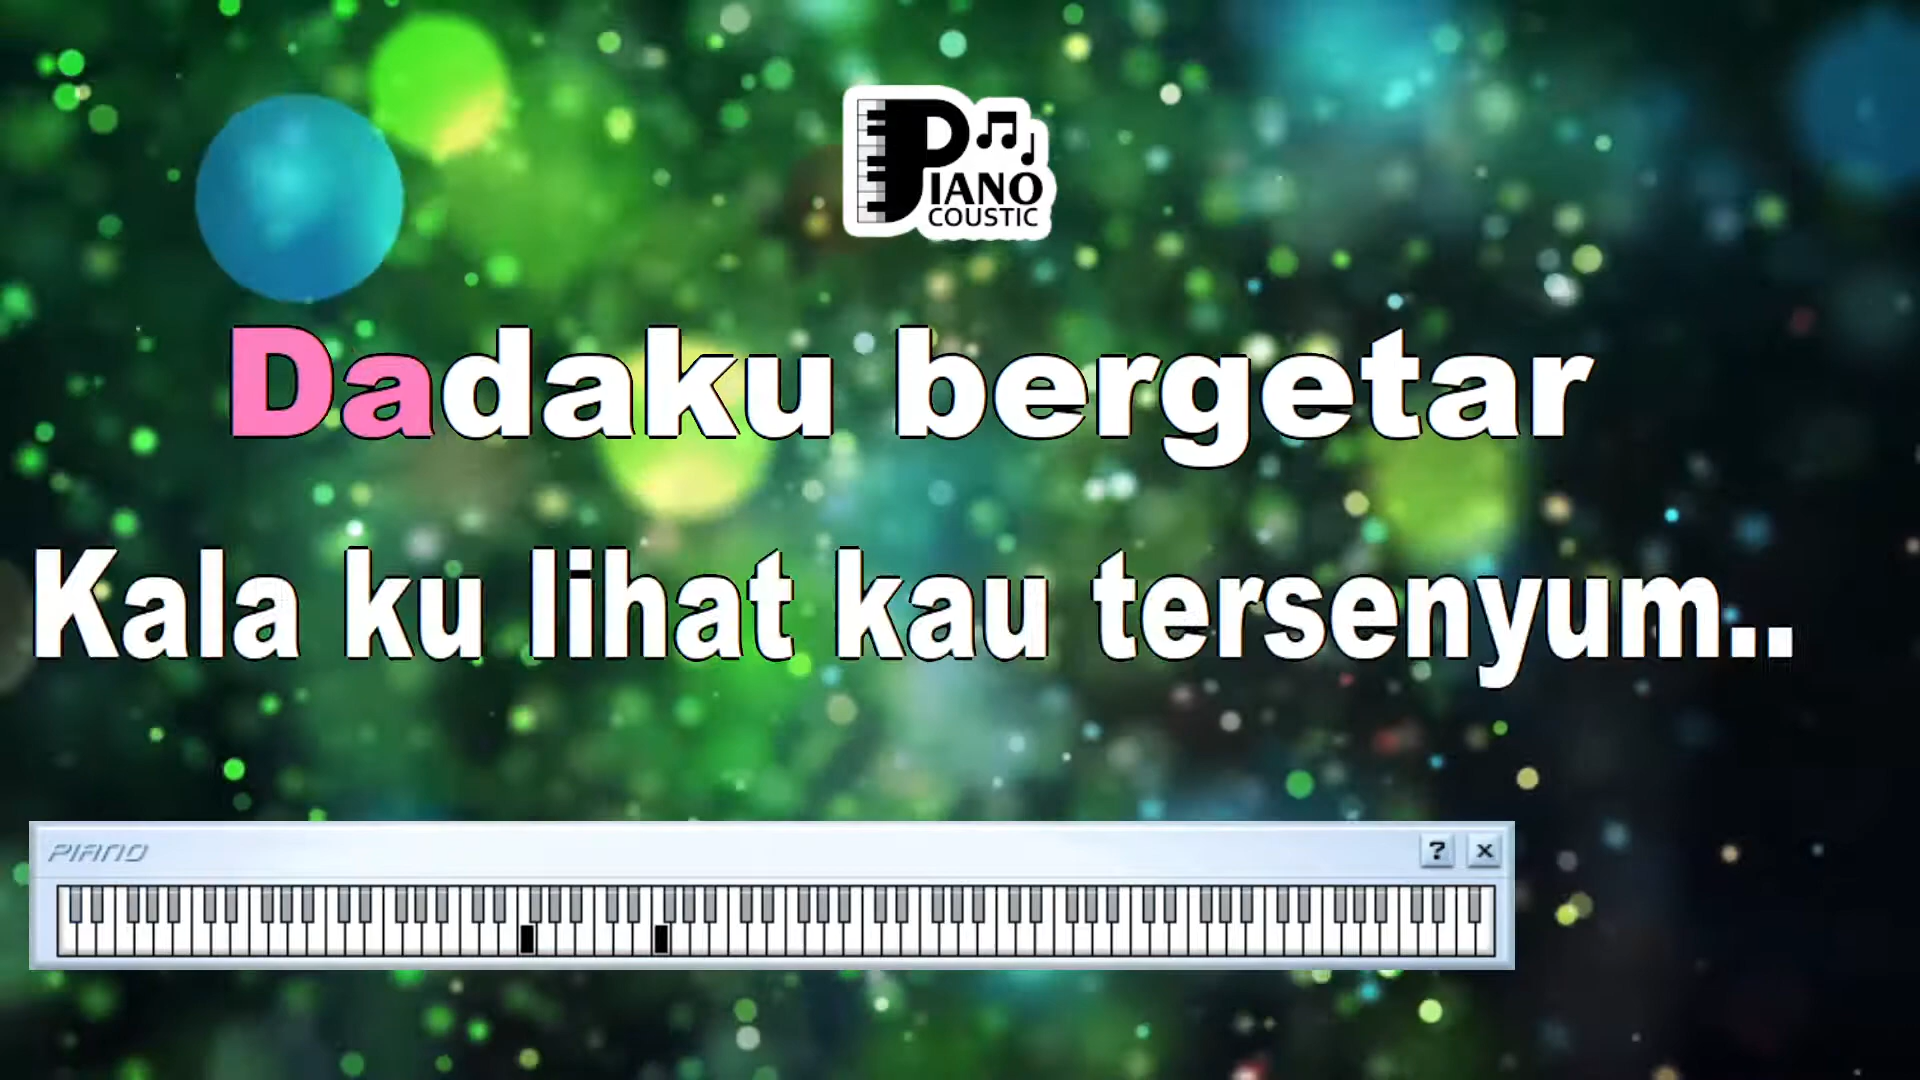 PIANO
COUSTIC
Dadaku bergetar
Kala ku lihat kau tersenyum..
PIANO
? x